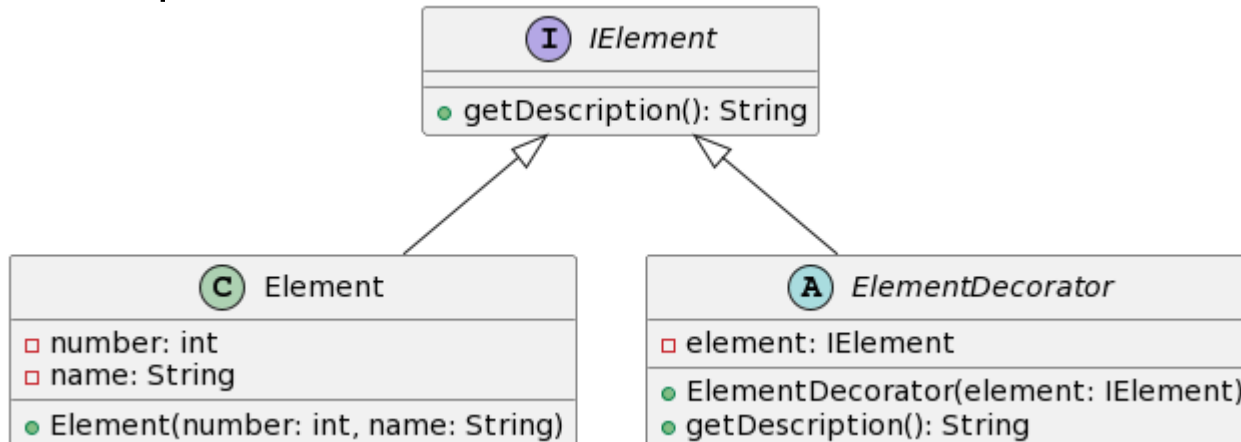 I IElement
getDescription(): String
C Element
number: int
name: String
Element(number: int, name: String)
A ElementDecorator
element: IElement
ElementDecorator(element: IElement)
getDescription(): String